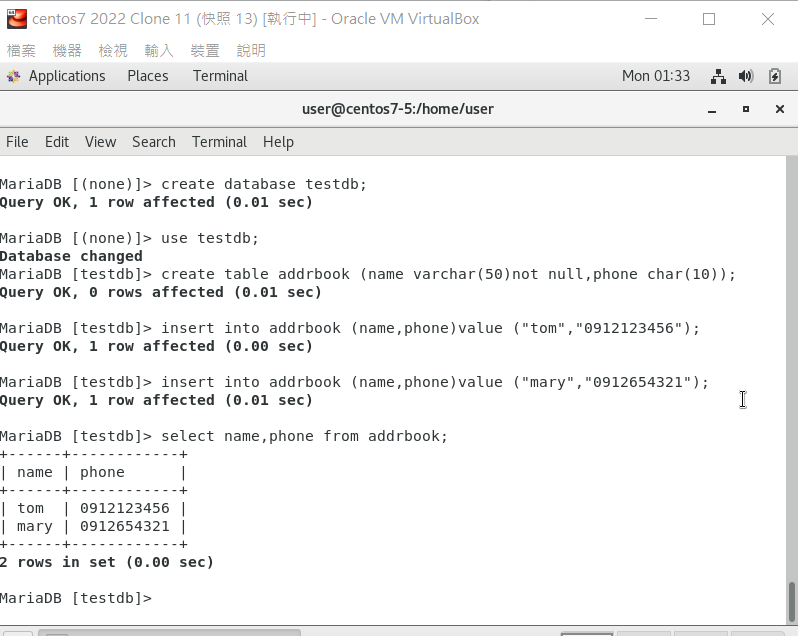 centos7 2022 Clone 11 (快照 13) [執行中] - Oracle VM VirtualBox
檔案 機器 檢視 輸入 裝置 說明
Applications Places Terminal Mon 01:33
user@centos7-5:/home/user
File Edit View Search Terminal Help
MariaDB [(none)]> create database testdb;
Query OK, 1 row affected (0.01 sec)
MariaDB [(none)]> use testdb;
Database changed
MariaDB [testdb]> create table addrbook (name varchar(50)not null,phone char(10));
Query OK, 0 rows affected (0.01 sec)
MariaDB [testdb]> insert into addrbook (name,phone)value ("tom","0912123456");
Query OK, 1 row affected (0.00 sec)
MariaDB [testdb]> insert into addrbook (name,phone)value ("mary","0912654321");
Query OK, 1 row affected (0.01 sec)
MariaDB [testdb]> select name,phone from addrbook;
+------+------------+
| name | phone      |
+------+------------+
| tom  | 0912123456 |
| mary | 0912654321 |
+------+------------+
2 rows in set (0.00 sec)
MariaDB [testdb]>